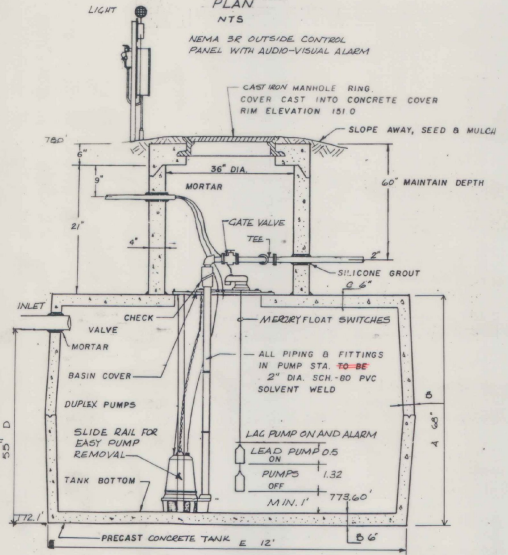 PLAN
NTS
LIGHT
NEMA 3R OUTSIDE CONTROL
PANEL WITH AUDIO-VISUAL ALARM
CAST IRON MANHOLE RING
COVER CAST INTO CONCRETE COVER
RIM ELEVATION 151.0
SLOPE AWAY, SEED & MULCH
780'
6"
36" DIA.
60" MAINTAIN DEPTH
9"
MORTAR
21"
GATE VALVE
TEE
4"
2"
SILICONE GROUT
C 6"
INLET
CHECK
VALVE
MERCRY FLOAT SWITCHES
MORTAR
BASIN COVER
ALL PIPING & FITTINGS
IN PUMP STA. TO BE
2" DIA. SCH.-80 PVC
SOLVENT WELD
B
DUPLEX PUMPS
A 68"
55" D
SLIDE RAIL FOR
EASY PUMP
REMOVAL
LAG PUMP ON AND ALARM
LEAD PUMP 0.5
ON
PUMPS 1.32
OFF
TANK BOTTOM
MIN. 1'
773.60'
772.1'
B 6"
PRECAST CONCRETE TANK E 12'